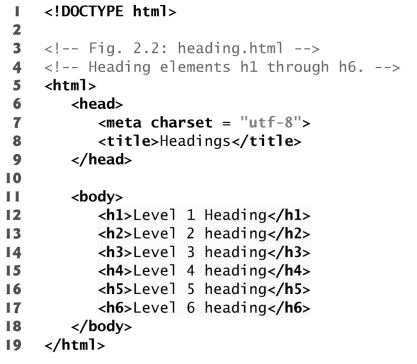 1 <!DOCTYPE html>
2
3 <!-- Fig. 2.2: heading.html -->
4 <!-- Heading elements h1 through h6. -->
5 <html>
6 <head>
7 <meta charset = "utf-8">
8 <title>Headings</title>
9 </head>
10
11 <body>
12 <h1>Level 1 Heading</h1>
13 <h2>Level 2 heading</h2>
14 <h3>Level 3 heading</h3>
15 <h4>Level 4 heading</h4>
16 <h5>Level 5 heading</h5>
17 <h6>Level 6 heading</h6>
18 </body>
19 </html>